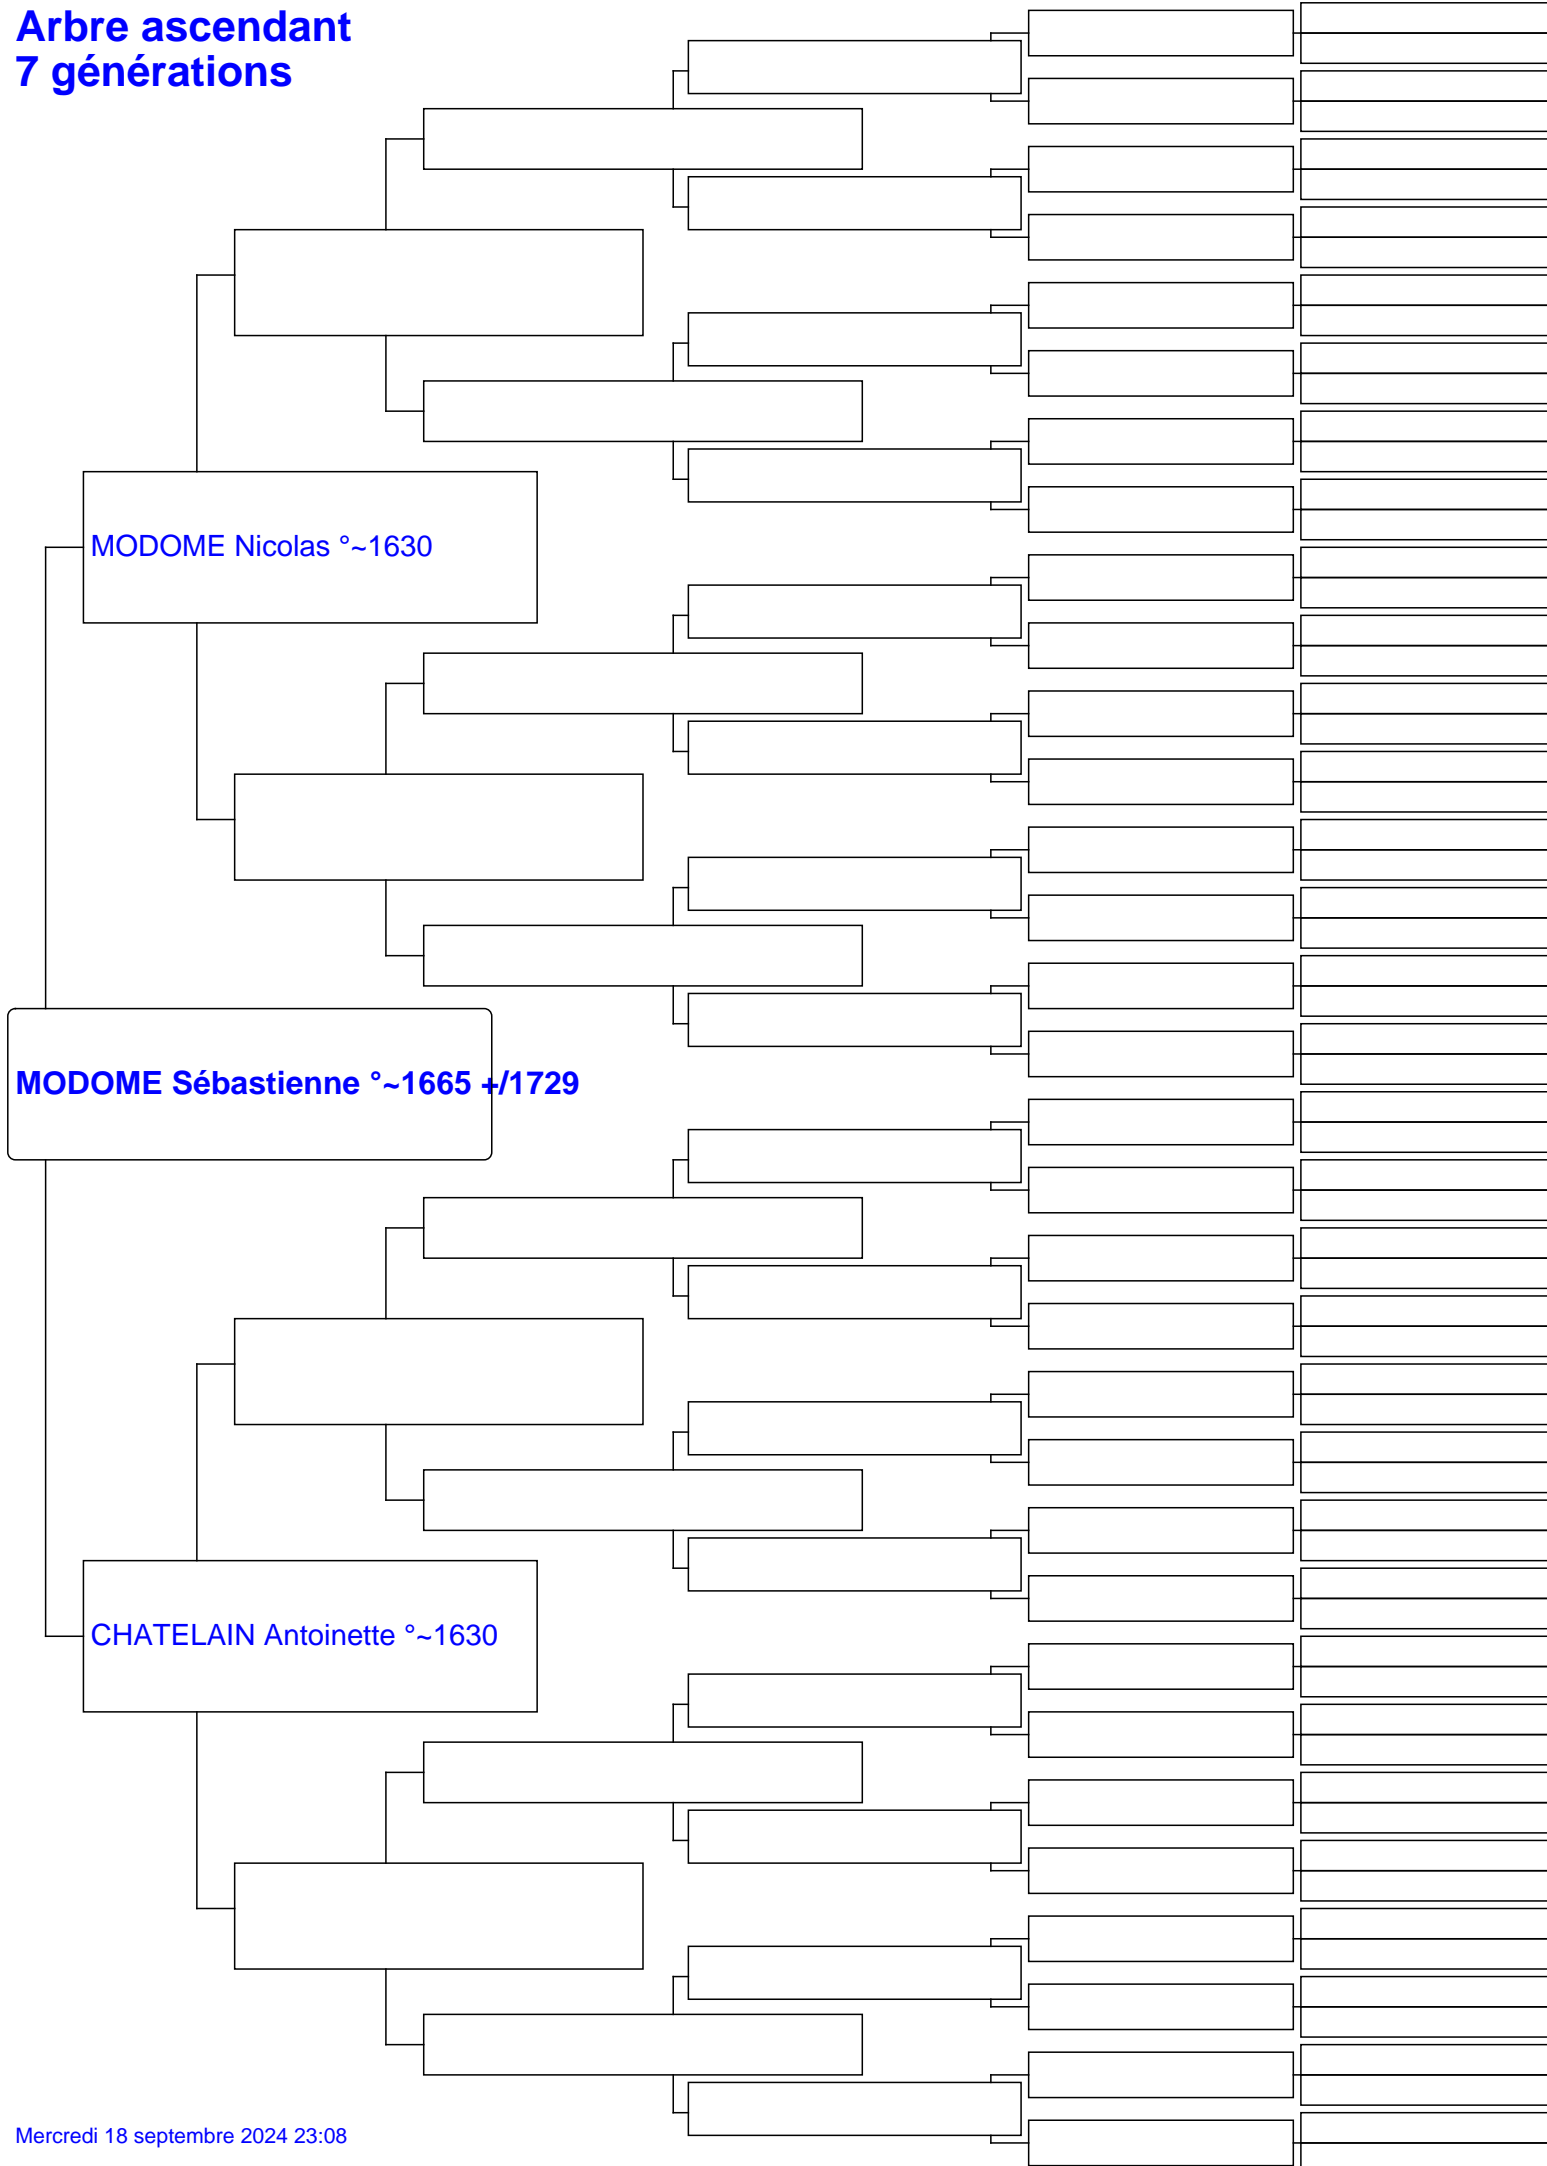 Arbre ascendant
7 générations
MODOME Nicolas °~1630
MODOME Sébastienne °~1665 +/1729
CHATELAIN Antoinette °~1630
Mercredi 18 septembre 2024 23:08